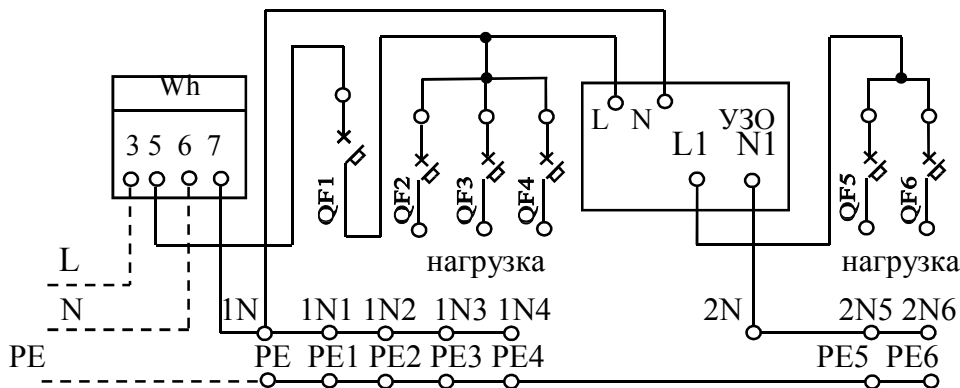 Wh
3 5 6 7
QF1
QF2
QF3
QF4
L N УЗО
L1 N1
QF5
QF6
нагрузка
нагрузка
L
N
PE
1N 1N1 1N2 1N3 1N4
2N 2N5 2N6
PE PE1 PE2 PE3 PE4
PE5 PE6